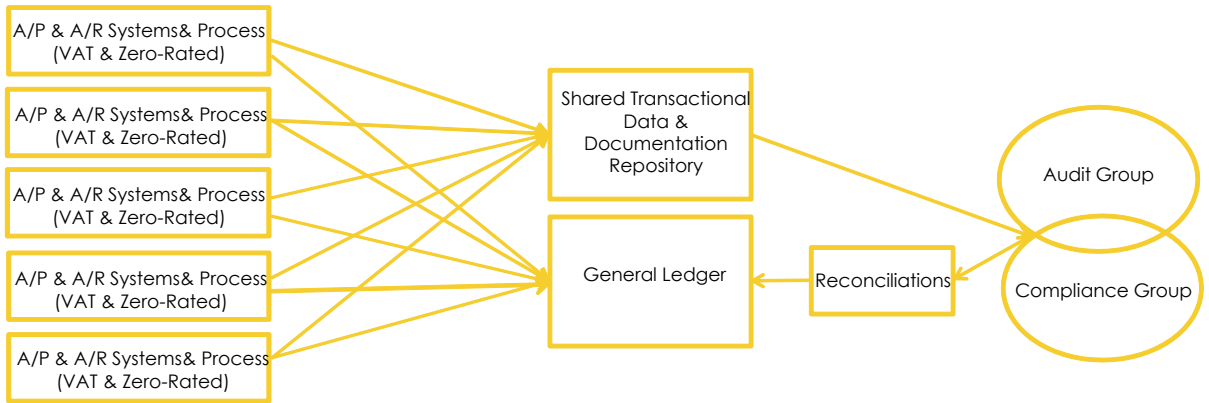 A/P & A/R Systems& Process
(VAT & Zero-Rated)
A/P & A/R Systems& Process
(VAT & Zero-Rated)
A/P & A/R Systems& Process
(VAT & Zero-Rated)
A/P & A/R Systems& Process
(VAT & Zero-Rated)
A/P & A/R Systems& Process
(VAT & Zero-Rated)
Shared Transactional
Data &
Documentation
Repository
General Ledger
Reconciliations
Audit Group
Compliance Group